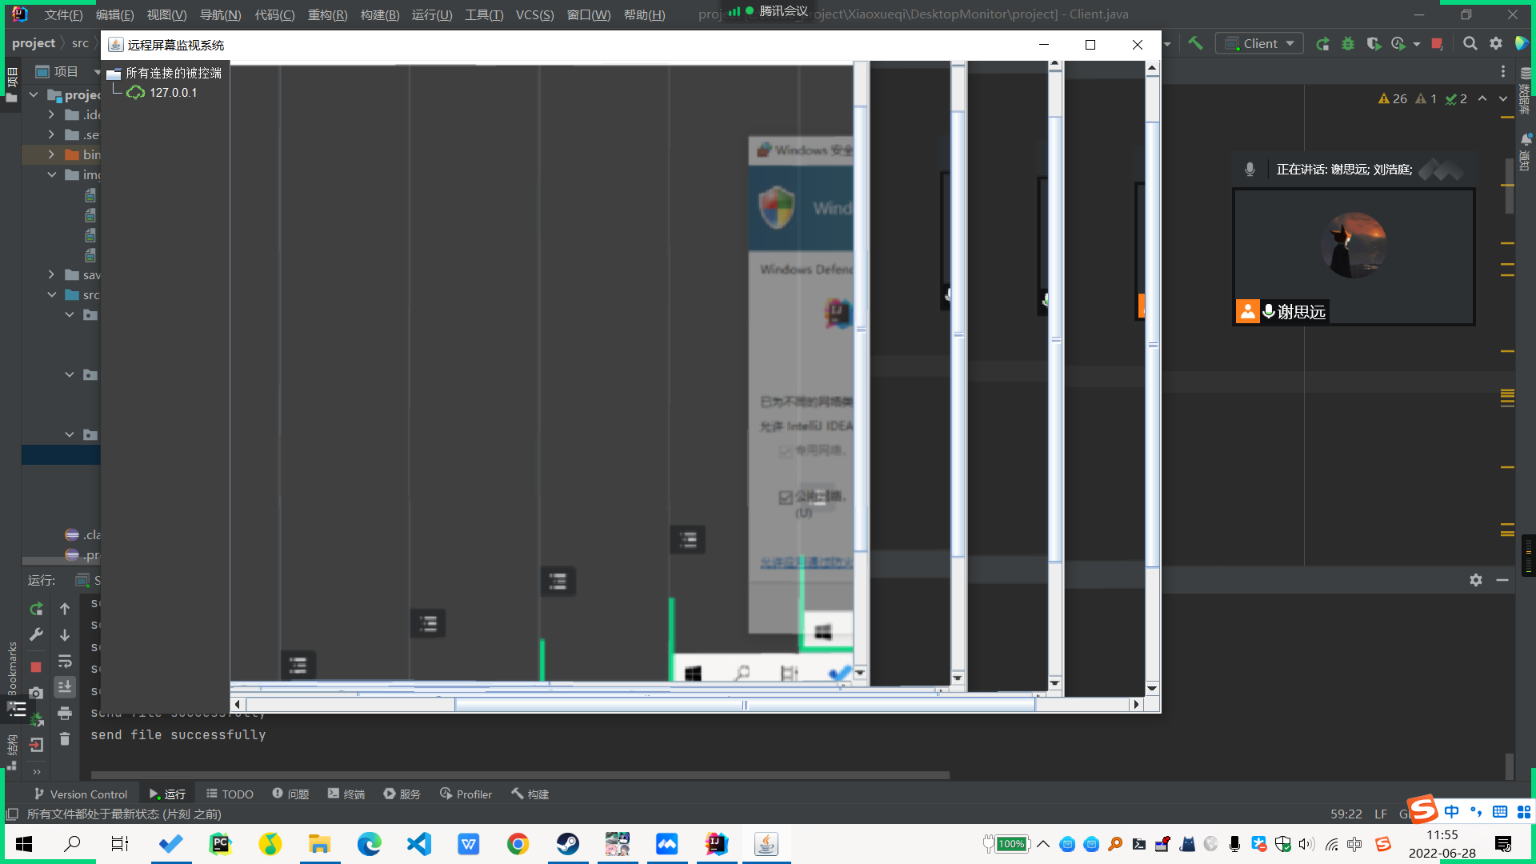 文件(F) 编辑(E) 视图(V) 导航(N) 代码(C) 重构(R) 构建(B) 运行(U) 工具(T) VCS(S) 窗口(W) 帮助(H)
腾讯会议
oject\Xiaoxueqi\DesktopMonitor\project] - Client.java
project
src
远程屏幕监视系统
Client
项目
项目
所有连接的被控端
127.0.0.1
projec
.ide
.se
bin
img
sav
src
.cla
.pr
26
1
2
数据库
通知
正在讲话: 谢思远; 刘浩庭;
谢思远
Windows 安全
Wind
Windows Defend
已为不同的网络类
允许 IntelliJ IDEA
专用网络,
公用网络,
(U)
运行:
S
Bookmarks
结构
send file successfully
send file successfully
Version Control
运行
TODO
问题
终端
服务
Profiler
构建
所有文件都处于最新状态 (片刻 之前)
59:22
LF
中
100%
中
11:55
2022-06-28